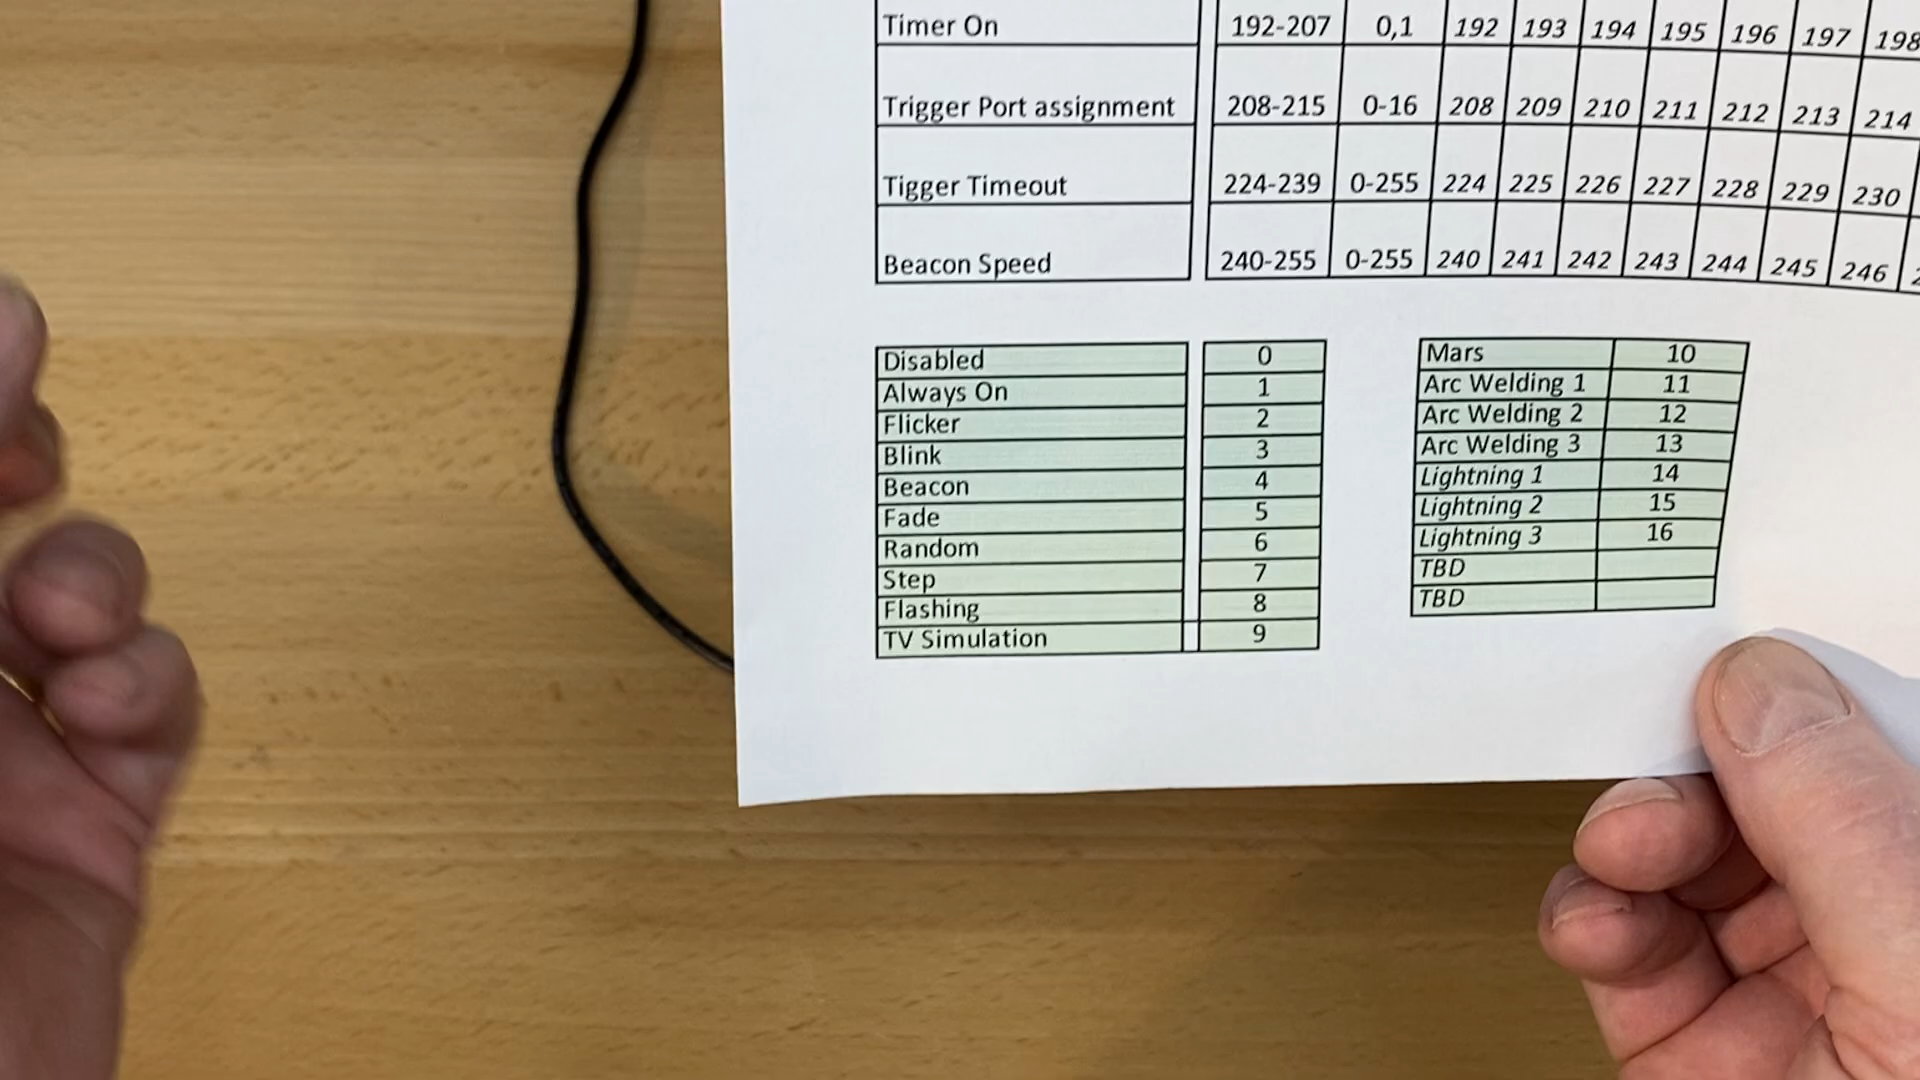 Timer On 192-207 0,1 192 193 194 195 196 197 198
Trigger Port assignment 208-215 0-16 208 209 210 211 212 213 214
Tigger Timeout 224-239 0-255 224 225 226 227 228 229 230
Beacon Speed 240-255 0-255 240 241 242 243 244 245 246
Disabled 0
Always On 1
Flicker 2
Blink 3
Beacon 4
Fade 5
Random 6
Step 7
Flashing 8
TV Simulation 9
Mars 10
Arc Welding 1 11
Arc Welding 2 12
Arc Welding 3 13
Lightning 1 14
Lightning 2 15
Lightning 3 16
TBD
TBD